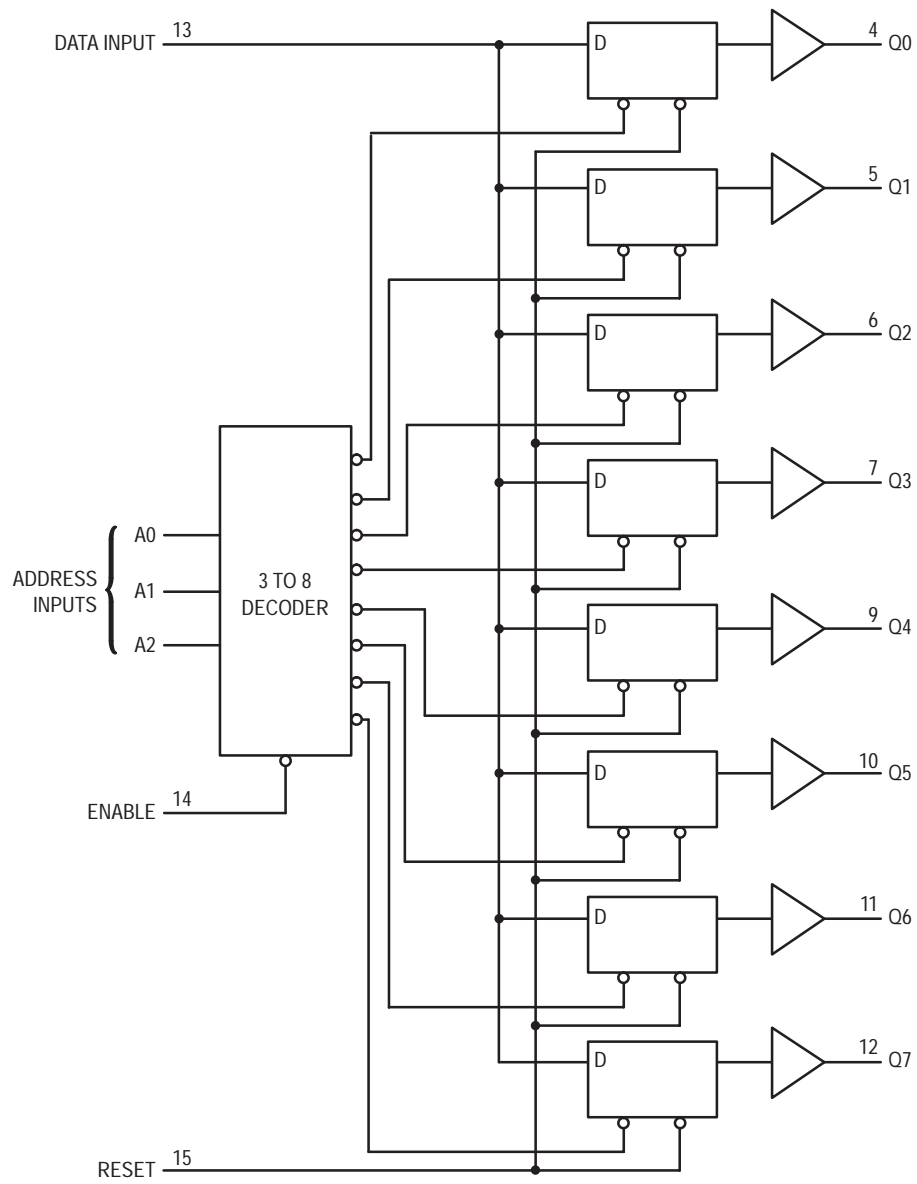 DATA INPUT 13 D 4 Q0
D 5 Q1
D 6 Q2
D 7 Q3
A0
ADDRESS INPUTS
A1
A2
3 TO 8
DECODER
D 9 Q4
D 10 Q5
ENABLE 14
D 11 Q6
D 12 Q7
RESET 15